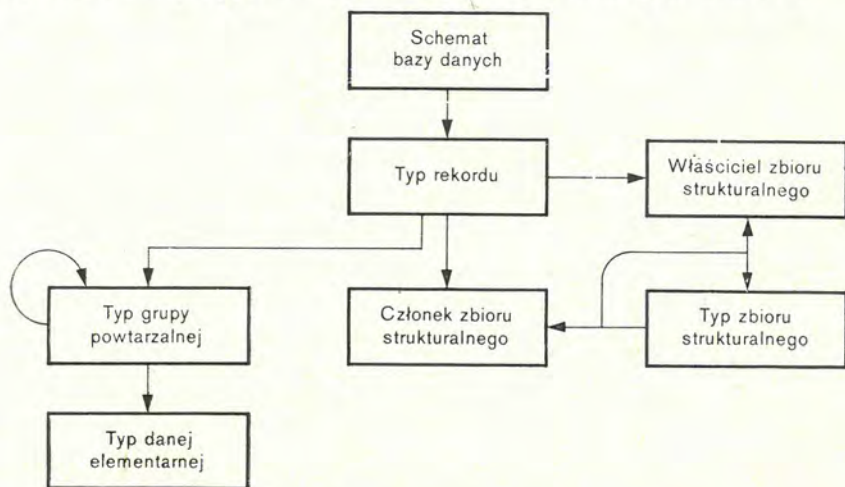 Schemat
bazy danych
Typ rekordu
Właściciel zbioru
strukturalnego
Typ grupy
powtarzalnej
Członek zbioru
strukturalnego
Typ zbioru
strukturalnego
Typ danej
elementarnej